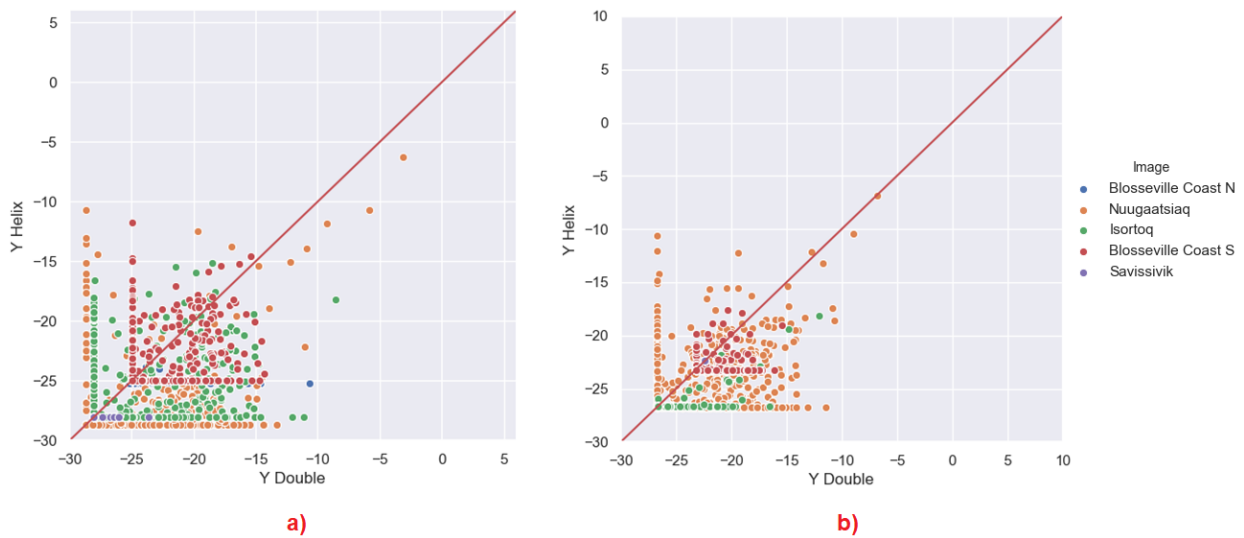 5
0
−5
−10
−15
−20
−25
−30
Y Helix
−30 −25 −20 −15 −10 −5 0 5
Y Double
a)
10
5
0
−5
−10
−15
−20
−25
−30
Y Helix
−30 −25 −20 −15 −10 −5 0 5 10
Y Double
b)
Image
Blosseville Coast N
Nuugaatsiaq
Isortoq
Blosseville Coast S
Savissivik